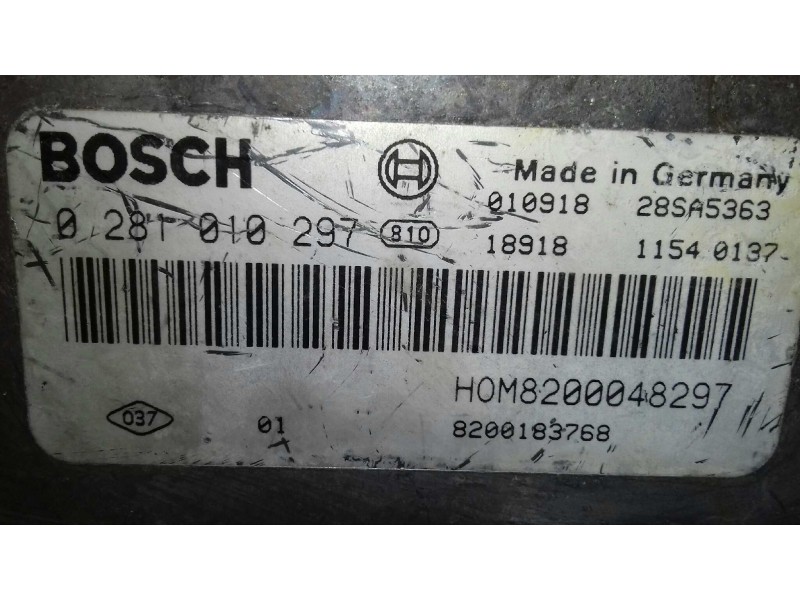 BOSCH
Made in Germany
010918 28SA5363
0 281 010 297 810
18918 1154 0137
HOM8200048297
037
01
8200183768